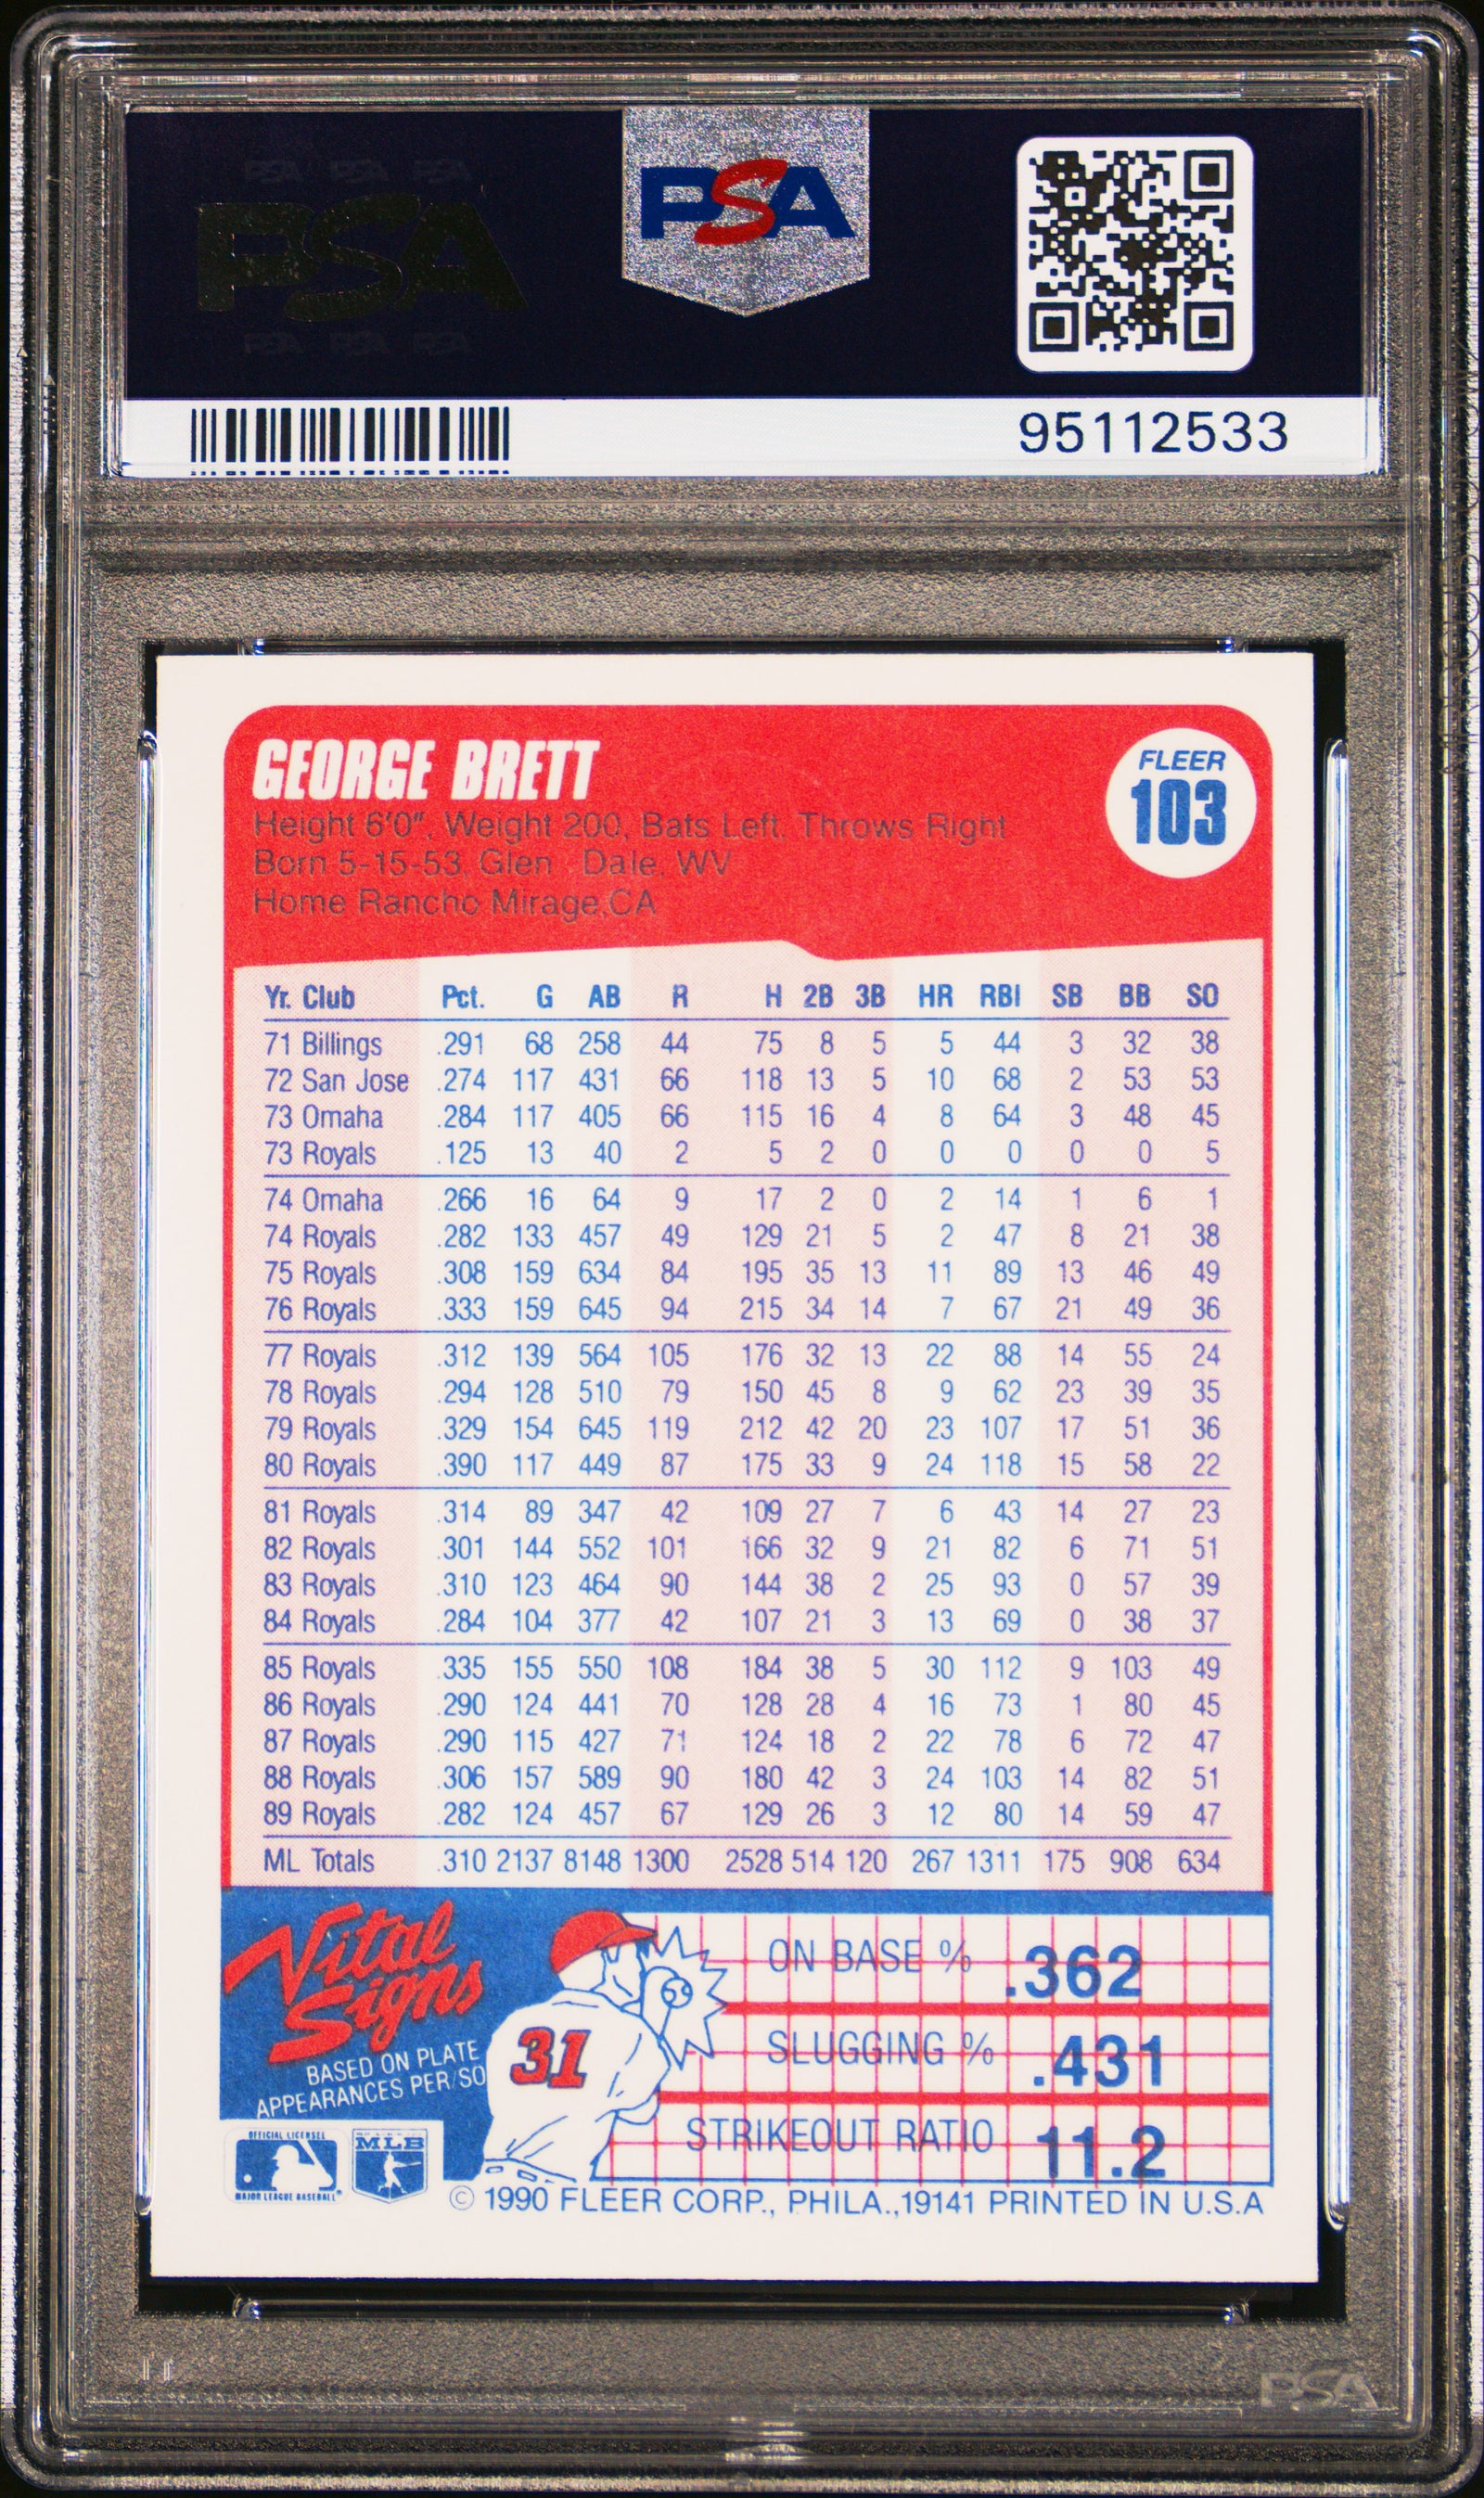 PSA PSA PSA
PSA
PSA PSA PSA
PSA
95112533
GEORGE BRETT
Height 6'0", Weight 200, Bats Left, Throws Right
Born 5-15-53, Glen Dale, WV
Home Rancho Mirage,CA
FLEER
103
Yr. Club Pct. G AB R H 2B 3B HR RBI SB BB SO
71 Billings .291 68 258 44 75 8 5 5 44 3 32 38
72 San Jose .274 117 431 66 118 13 5 10 68 2 53 53
73 Omaha .284 117 405 66 115 16 4 8 64 3 48 45
73 Royals .125 13 40 2 5 2 0 0 0 0 0 5
74 Omaha .266 16 64 9 17 2 0 2 14 1 6 1
74 Royals .282 133 457 49 129 21 5 2 47 8 21 38
75 Royals .308 159 634 84 195 35 13 11 89 13 46 49
76 Royals .333 159 645 94 215 34 14 7 67 21 49 36
77 Royals .312 139 564 105 176 32 13 22 88 14 55 24
78 Royals .294 128 510 79 150 45 8 9 62 23 39 35
79 Royals .329 154 645 119 212 42 20 23 107 17 51 36
80 Royals .390 117 449 87 175 33 9 24 118 15 58 22
81 Royals .314 89 347 42 109 27 7 6 43 14 27 23
82 Royals .301 144 552 101 166 32 9 21 82 6 71 51
83 Royals .310 123 464 90 144 38 2 25 93 0 57 39
84 Royals .284 104 377 42 107 21 3 13 69 0 38 37
85 Royals .335 155 550 108 184 38 5 30 112 9 103 49
86 Royals .290 124 441 70 128 28 4 16 73 1 80 45
87 Royals .290 115 427 71 124 18 2 22 78 6 72 47
88 Royals .306 157 589 90 180 42 3 24 103 14 82 51
89 Royals .282 124 457 67 129 26 3 12 80 14 59 47
ML Totals .310 2137 8148 1300 2528 514 120 267 1311 175 908 634
Vital
Signs
BASED ON PLATE
APPEARANCES PER/SO
31
ON BASE % .362
SLUGGING % .431
STRIKEOUT RATIO 11.2
OFFICIAL LICENSEE
MAJOR LEAGUE BASEBALL
MLB
© 1990 FLEER CORP., PHILA.,19141 PRINTED IN U.S.A
PSA